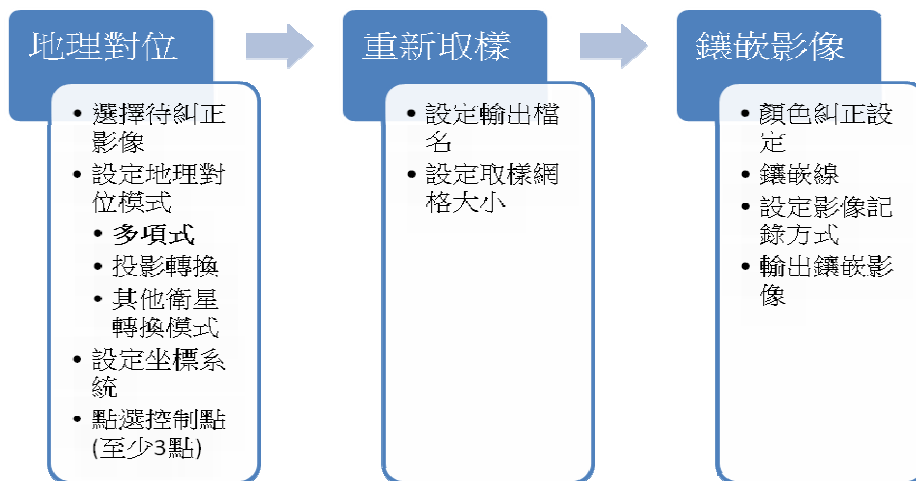 地理對位
• 選擇待糾正
影像
• 設定地理對
位模式
• 多項式
• 投影轉換
• 其他衛星
轉換模式
• 設定坐標系
統
• 點選控制點
(至少3點)
重新取樣
• 設定輸出檔
名
• 設定取樣網
格大小
鑲嵌影像
• 顏色糾正設
定
• 鑲嵌線
• 設定影像記
錄方式
• 輸出鑲嵌影
像